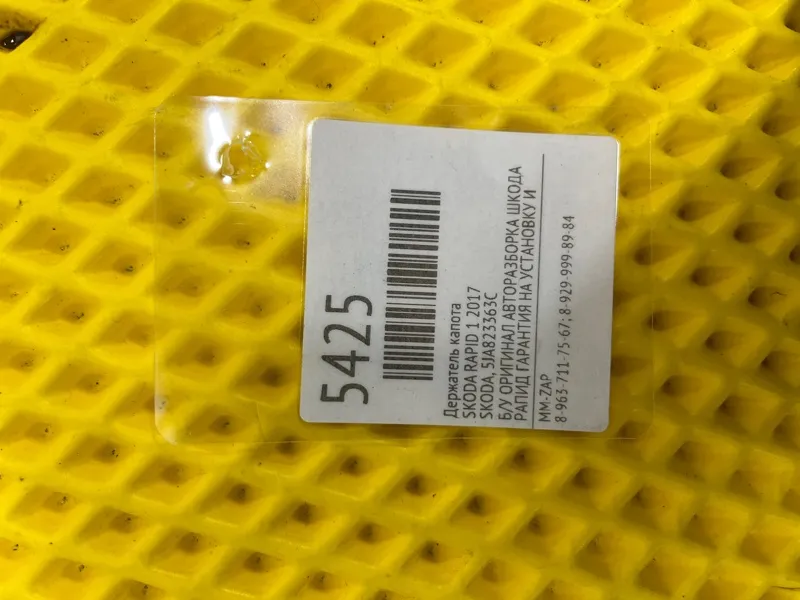 5425
Держатель капота
SKODA RAPID 1 2017
SKODA, 5JA823363C
Б/У ОРИГИНАЛ АВТОРАЗБОРКА ШКОДА
РАПИД ГАРАНТИЯ НА УСТАНОВКУ И
MM-ZAP
8-963-711-75-67; 8-929-999-89-84